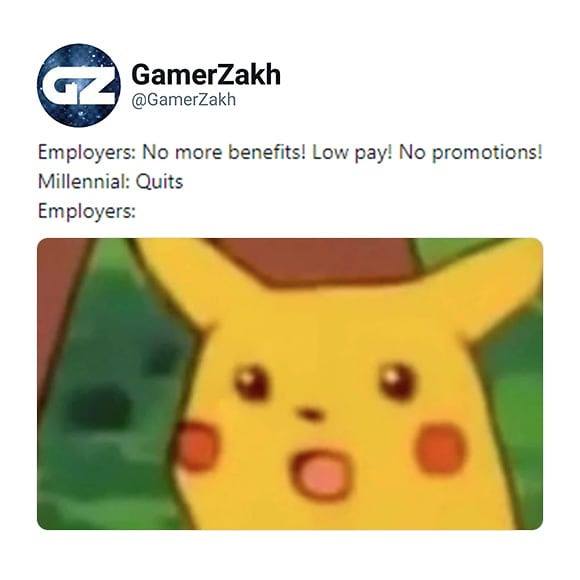 GZ
GamerZakh
@GamerZakh
Employers: No more benefits! Low pay! No promotions!
Millennial: Quits
Employers: